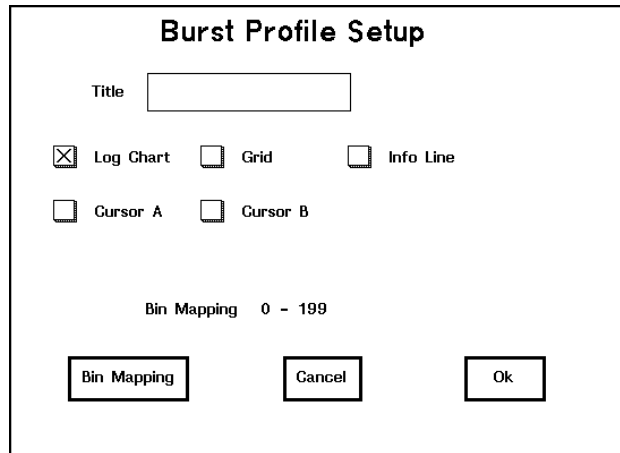 Burst Profile Setup
Title
Log Chart Grid Info Line
Cursor A Cursor B
Bin Mapping 0 - 199
Bin Mapping Cancel Ok